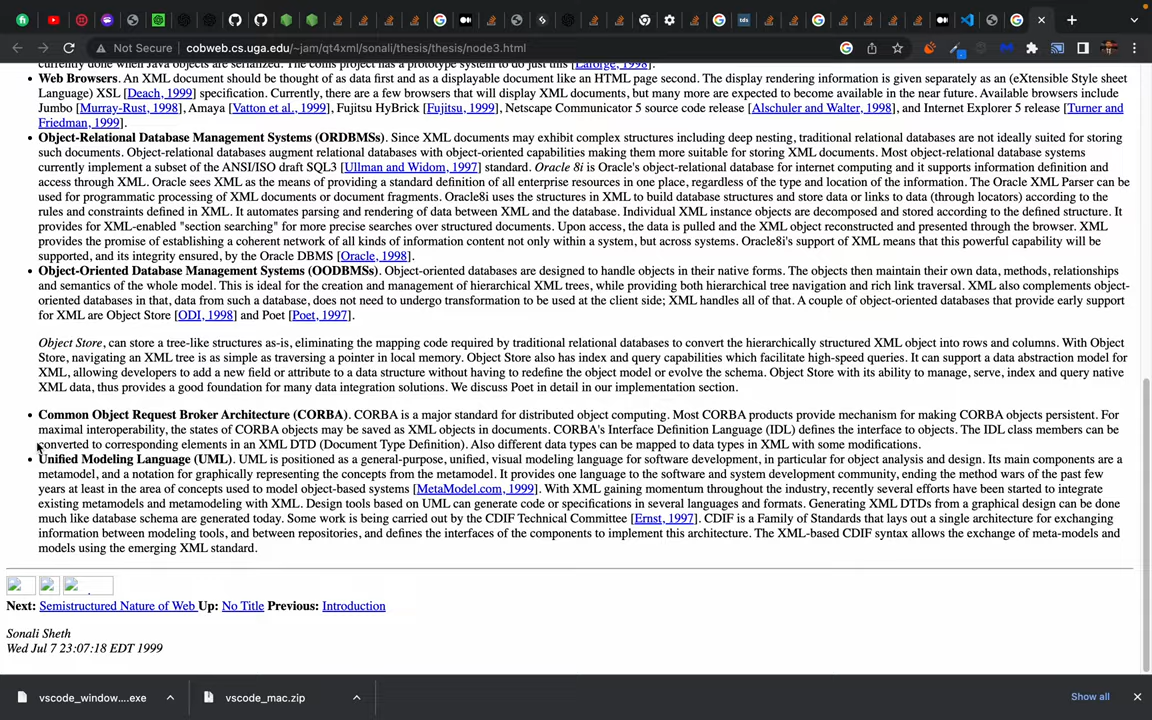 Not Secure | cobweb.cs.uga.edu/~jam/qt4xml/sonali/thesis/thesis/node3.html
currently done when Java objects are serialized. The coins project has a prototype system to do just this [Laforge, 1998].
• Web Browsers. An XML document should be thought of as data first and as a displayable document like an HTML page second. The display rendering information is given separately as an (eXtensible Style sheet
Language) XSL [Deach, 1999] specification. Currently, there are a few browsers that will display XML documents, but many more are expected to become available in the near future. Available browsers include
Jumbo [Murray-Rust, 1998], Amaya [Vatton et al., 1999], Fujitsu HyBrick [Fujitsu, 1999], Netscape Communicator 5 source code release [Alschuler and Walter, 1998], and Internet Explorer 5 release [Turner and
Friedman, 1999].
• Object-Relational Database Management Systems (ORDBMSs). Since XML documents may exhibit complex structures including deep nesting, traditional relational databases are not ideally suited for storing
such documents. Object-relational databases augment relational databases with object-oriented capabilities making them more suitable for storing XML documents. Most object-relational database systems
currently implement a subset of the ANSI/ISO draft SQL3 [Ullman and Widom, 1997] standard. Oracle 8i is Oracle's object-relational database for internet computing and it supports information definition and
access through XML. Oracle sees XML as the means of providing a standard definition of all enterprise resources in one place, regardless of the type and location of the information. The Oracle XML Parser can be
used for programmatic processing of XML documents or document fragments. Oracle8i uses the structures in XML to build database structures and store data or links to data (through locators) according to the
rules and constraints defined in XML. It automates parsing and rendering of data between XML and the database. Individual XML instance objects are decomposed and stored according to the defined structure. It
provides for XML-enabled "section searching" for more precise searches over structured documents. Upon access, the data is pulled and the XML object reconstructed and presented through the browser. XML
provides the promise of establishing a coherent network of all kinds of information content not only within a system, but across systems. Oracle8i's support of XML means that this powerful capability will be
supported, and its integrity ensured, by the Oracle DBMS [Oracle, 1998].
• Object-Oriented Database Management Systems (OODBMSs). Object-oriented databases are designed to handle objects in their native forms. The objects then maintain their own data, methods, relationships
and semantics of the whole model. This is ideal for the creation and management of hierarchical XML trees, while providing both hierarchical tree navigation and rich link traversal. XML also complements object-
oriented databases in that, data from such a database, does not need to undergo transformation to be used at the client side; XML handles all of that. A couple of object-oriented databases that provide early support
for XML are Object Store [ODI, 1998] and Poet [Poet, 1997].
Object Store, can store a tree-like structures as-is, eliminating the mapping code required by traditional relational databases to convert the hierarchically structured XML object into rows and columns. With Object
Store, navigating an XML tree is as simple as traversing a pointer in local memory. Object Store also has index and query capabilities which facilitate high-speed queries. It can support a data abstraction model for
XML, allowing developers to add a new field or attribute to a data structure without having to redefine the object model or evolve the schema. Object Store with its ability to manage, serve, index and query native
XML data, thus provides a good foundation for many data integration solutions. We discuss Poet in detail in our implementation section.
• Common Object Request Broker Architecture (CORBA). CORBA is a major standard for distributed object computing. Most CORBA products provide mechanism for making CORBA objects persistent. For
maximal interoperability, the states of CORBA objects may be saved as XML objects in documents. CORBA's Interface Definition Language (IDL) defines the interface to objects. The IDL class members can be
converted to corresponding elements in an XML DTD (Document Type Definition). Also different data types can be mapped to data types in XML with some modifications.
• Unified Modeling Language (UML). UML is positioned as a general-purpose, unified, visual modeling language for software development, in particular for object analysis and design. Its main components are a
metamodel, and a notation for graphically representing the concepts from the metamodel. It provides one language to the software and system development community, ending the method wars of the past few
years at least in the area of concepts used to model object-based systems [MetaModel.com, 1999]. With XML gaining momentum throughout the industry, recently several efforts have been started to integrate
existing metamodels and metamodeling with XML. Design tools based on UML can generate code or specifications in several languages and formats. Generating XML DTDs from a graphical design can be done
much like database schema are generated today. Some work is being carried out by the CDIF Technical Committee [Ernst, 1997]. CDIF is a Family of Standards that lays out a single architecture for exchanging
information between modeling tools, and between repositories, and defines the interfaces of the components to implement this architecture. The XML-based CDIF syntax allows the exchange of meta-models and
models using the emerging XML standard.
Next: Semistructured Nature of Web Up: No Title Previous: Introduction
Sonali Sheth
Wed Jul 7 23:07:18 EDT 1999
vscode_window....exe
vscode_mac.zip
Show all